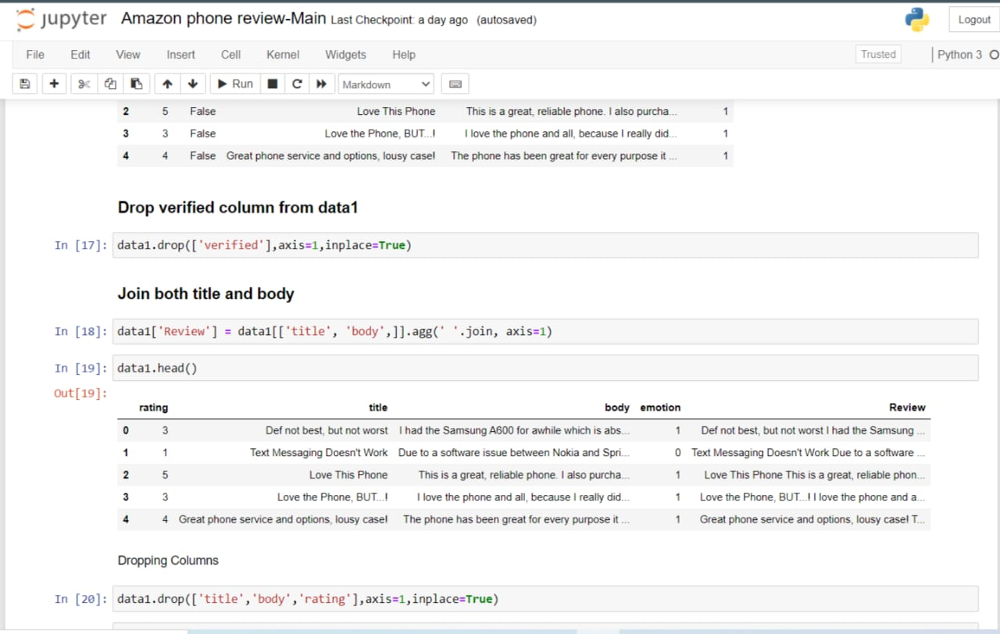 jupyter Amazon phone review-Main Last Checkpoint: a day ago (autosaved) Logout
File Edit View Insert Cell Kernel Widgets Help Trusted Python 3
Run Markdown
2 5 False Love This Phone This is a great, reliable phone. I also purcha... 1
3 3 False Love the Phone, BUT...! I love the phone and all, because I really did... 1
4 4 False Great phone service and options, lousy case! The phone has been great for every purpose it ... 1
Drop verified column from data1
In [17]: data1.drop(['verified'],axis=1,inplace=True)
Join both title and body
In [18]: data1['Review'] = data1[['title', 'body',]].agg(' '.join, axis=1)
In [19]: data1.head()
Out[19]:
rating title body emotion Review
0 3 Def not best, but not worst I had the Samsung A600 for awhile which is abs... 1 Def not best, but not worst I had the Samsung ...
1 1 Text Messaging Doesn't Work Due to a software issue between Nokia and Spri... 0 Text Messaging Doesn't Work Due to a software ...
2 5 Love This Phone This is a great, reliable phone. I also purcha... 1 Love This Phone This is a great, reliable phon...
3 3 Love the Phone, BUT...! I love the phone and all, because I really did... 1 Love the Phone, BUT...! I love the phone and a...
4 4 Great phone service and options, lousy case! The phone has been great for every purpose it ... 1 Great phone service and options, lousy case! T...
Dropping Columns
In [20]: data1.drop(['title','body','rating'],axis=1,inplace=True)